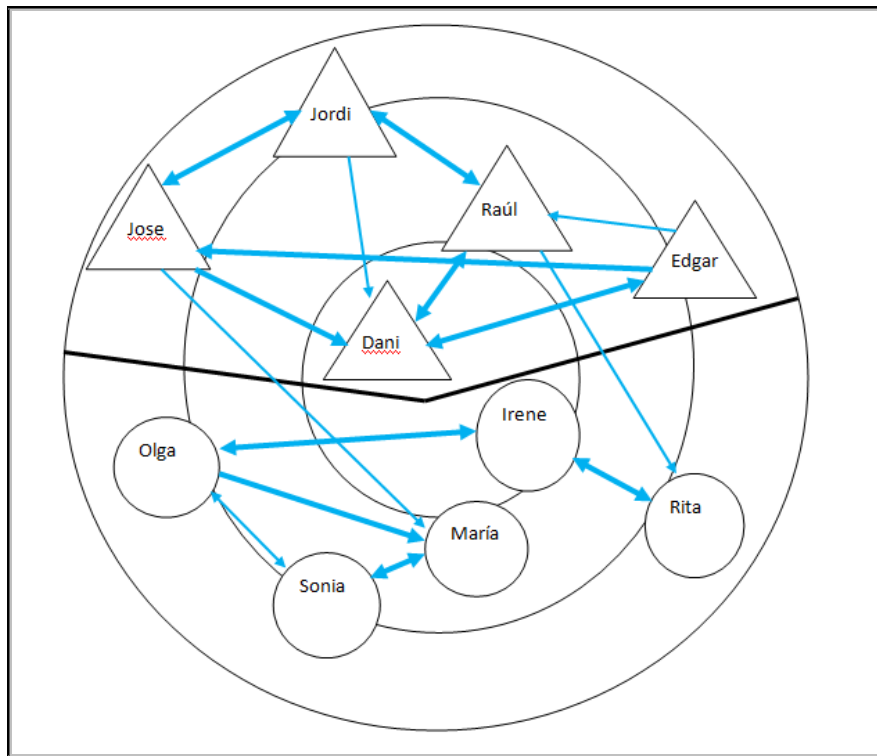 Jordi
Raúl
Jose
Edgar
Dani
Irene
Olga
Rita
María
Sonia